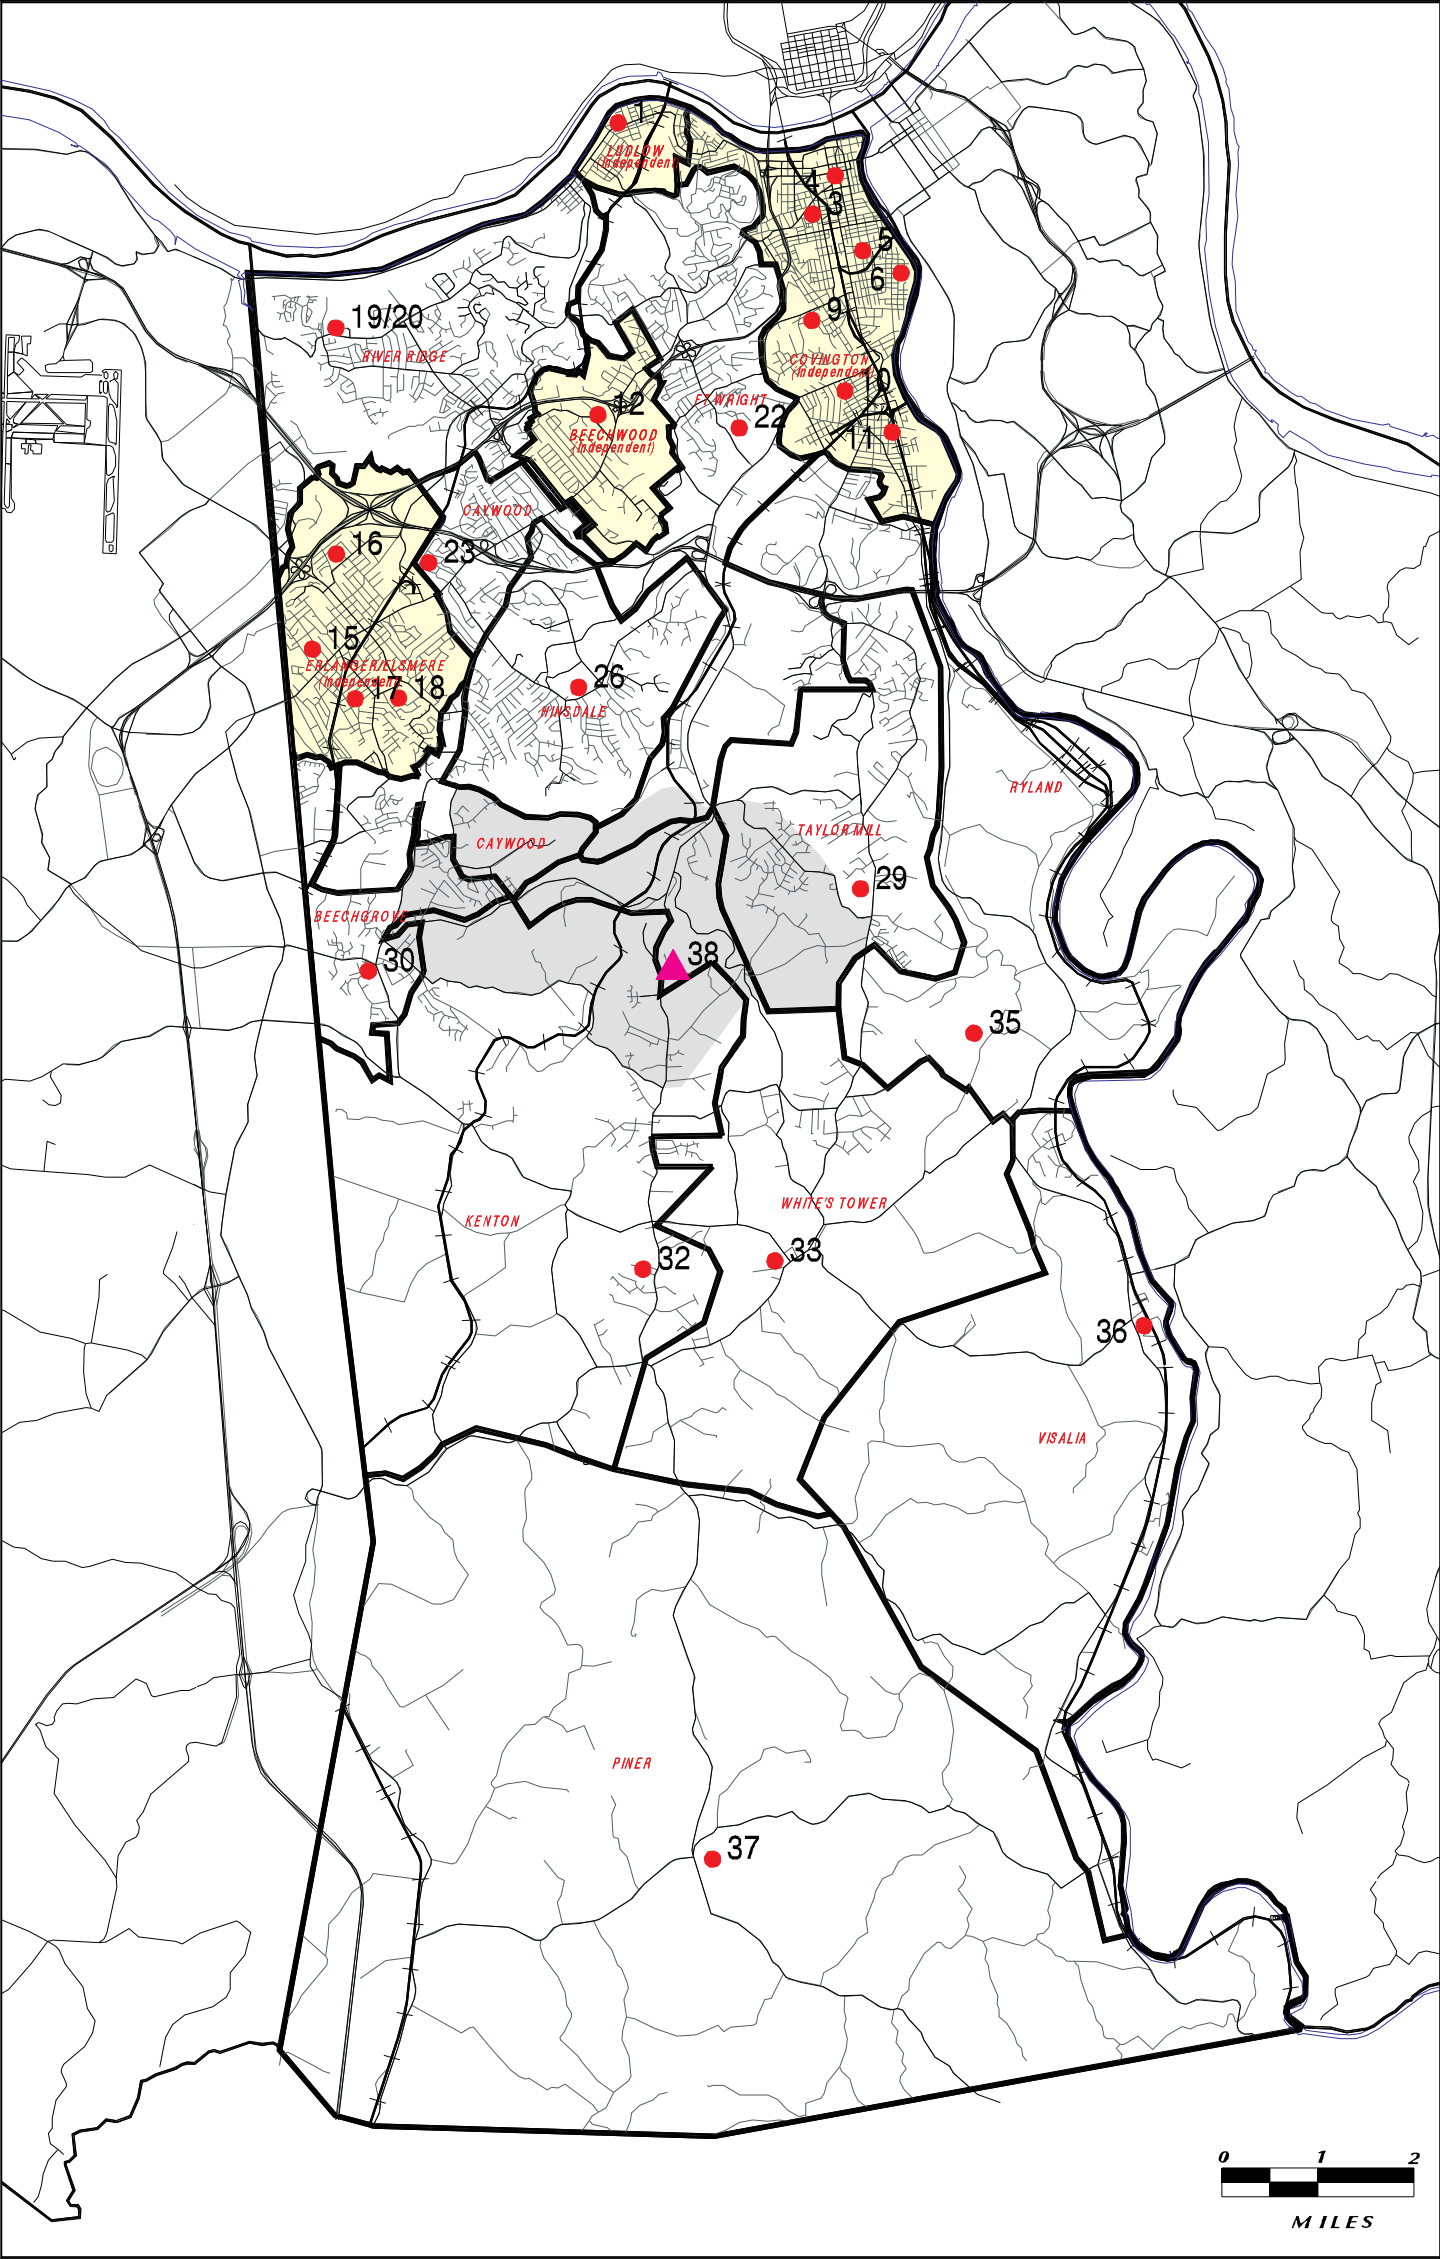 1
LUDLOW
(Independent)
4
3
5
6
19/20
9
RIVER RIDGE
COVINGTON
(Independent)
10
FT WRIGHT
12
22
BEECHWOOD
(Independent)
11
CAYWOOD
16
23
15
ERLANGER/ELSMERE
(Independent)
17
18
26
HINSDALE
RYLAND
TAYLOR MILL
CAYWOOD
29
BEECHGROVE
30
38
35
WHITE'S TOWER
KENTON
32
33
36
VISALIA
PINER
37
0 1 2
MILES